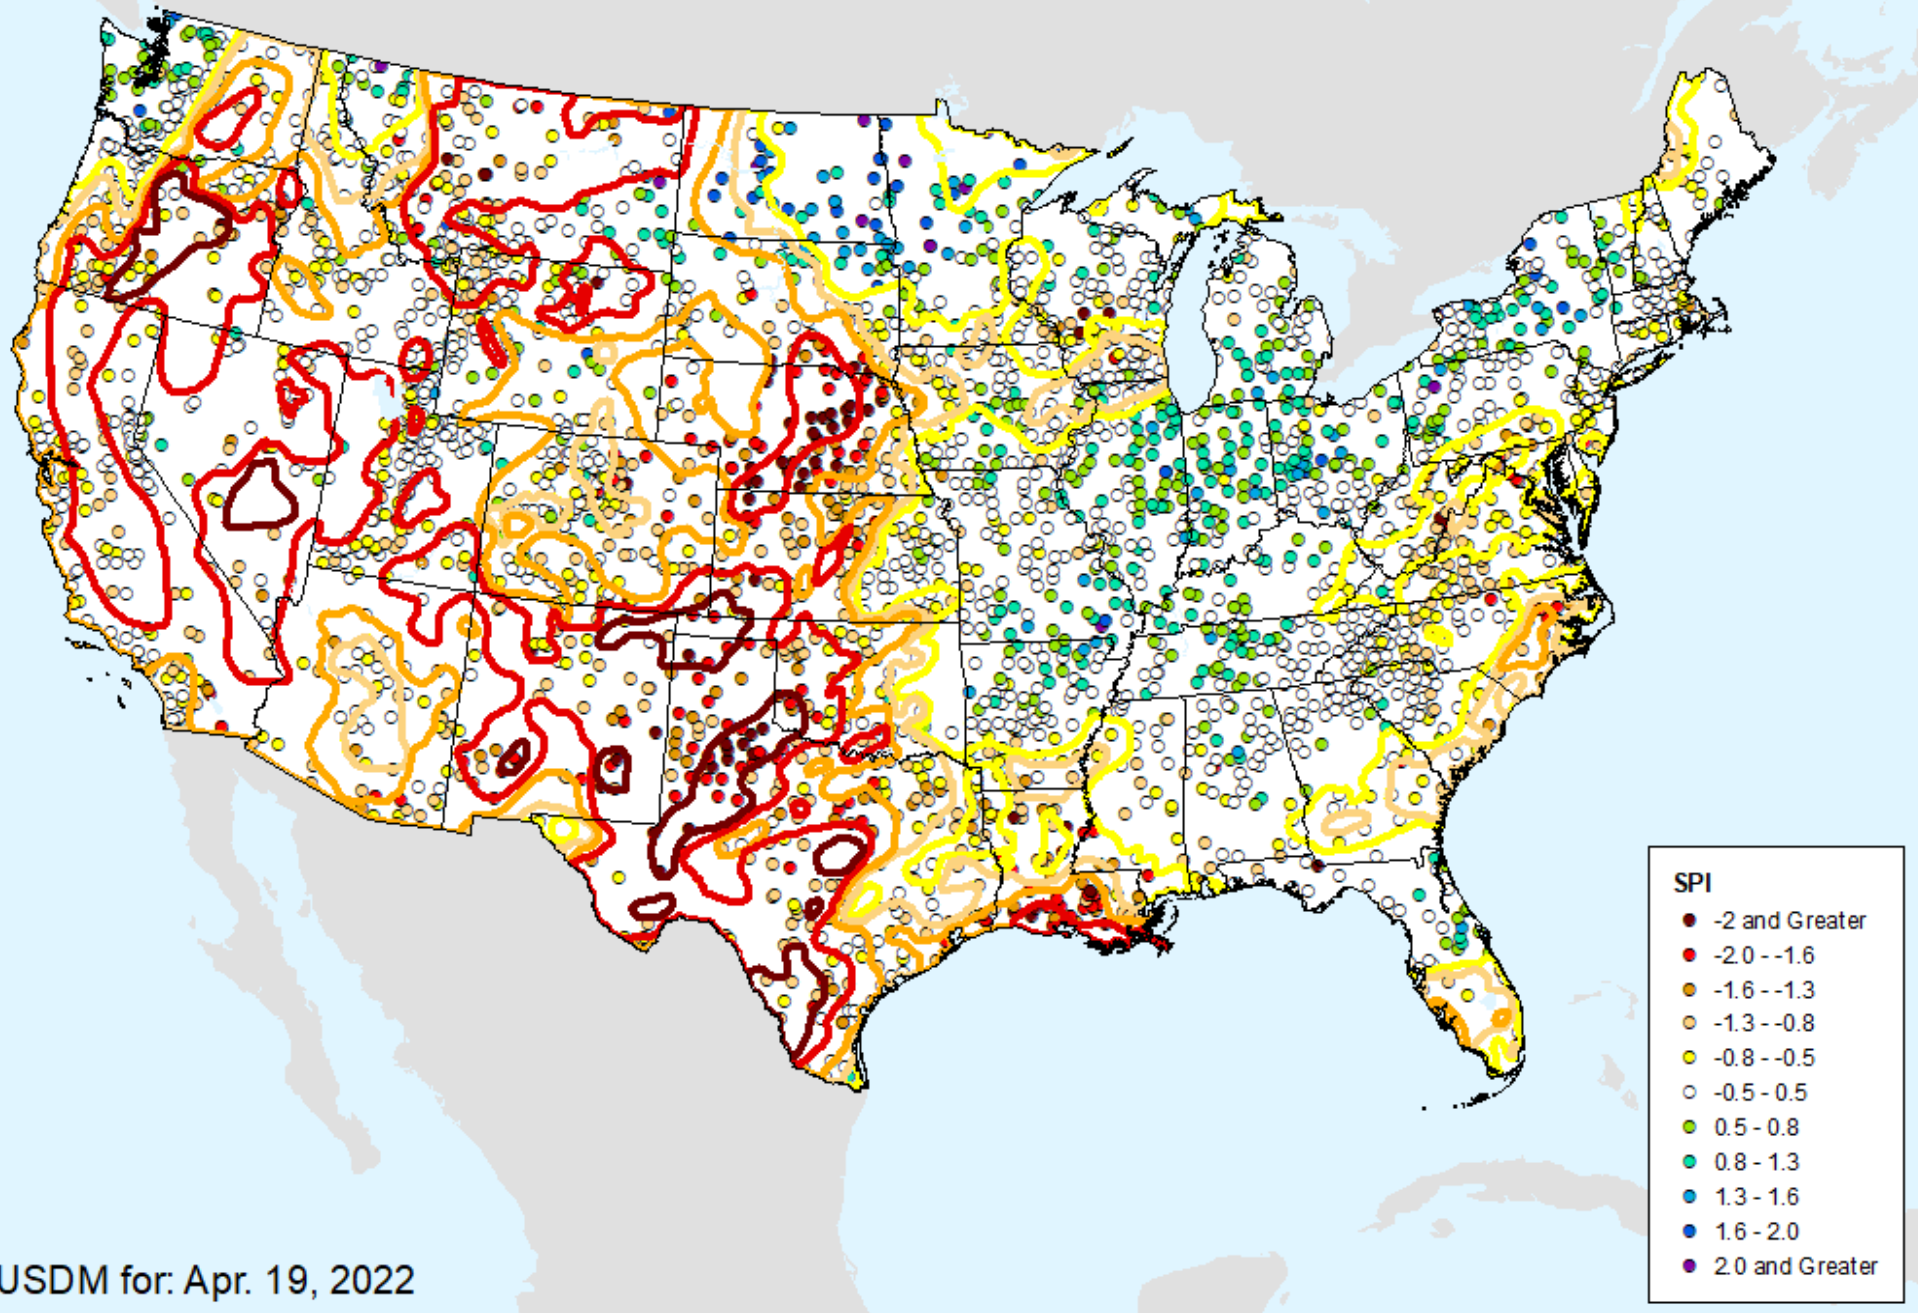 SPI
-2 and Greater
-2.0 - -1.6
-1.6 - -1.3
-1.3 - -0.8
-0.8 - -0.5
-0.5 - 0.5
0.5 - 0.8
0.8 - 1.3
1.3 - 1.6
1.6 - 2.0
2.0 and Greater
USDM for: Apr. 19, 2022